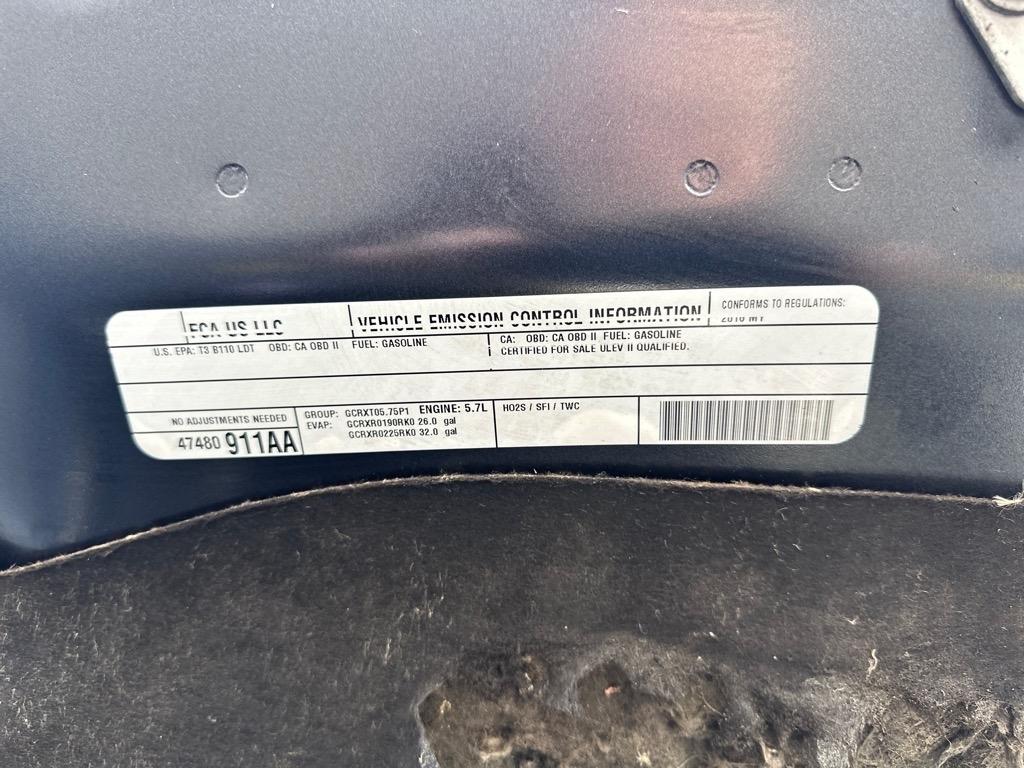 FCA US LLC
VEHICLE EMISSION CONTROL INFORMATION
CONFORMS TO REGULATIONS:
2016 MY
U.S. EPA: T3 B110 LDT OBD: CA OBD II FUEL: GASOLINE
CA: OBD: CA OBD II FUEL: GASOLINE
CERTIFIED FOR SALE ULEV II QUALIFIED.
NO ADJUSTMENTS NEEDED
47480 911AA
GROUP: GCRXT05.75P1 ENGINE: 5.7L
EVAP: GCRXR0190RK0 26.0 gal
GCRXR0225RK0 32.0 gal
HO2S / SFI / TWC